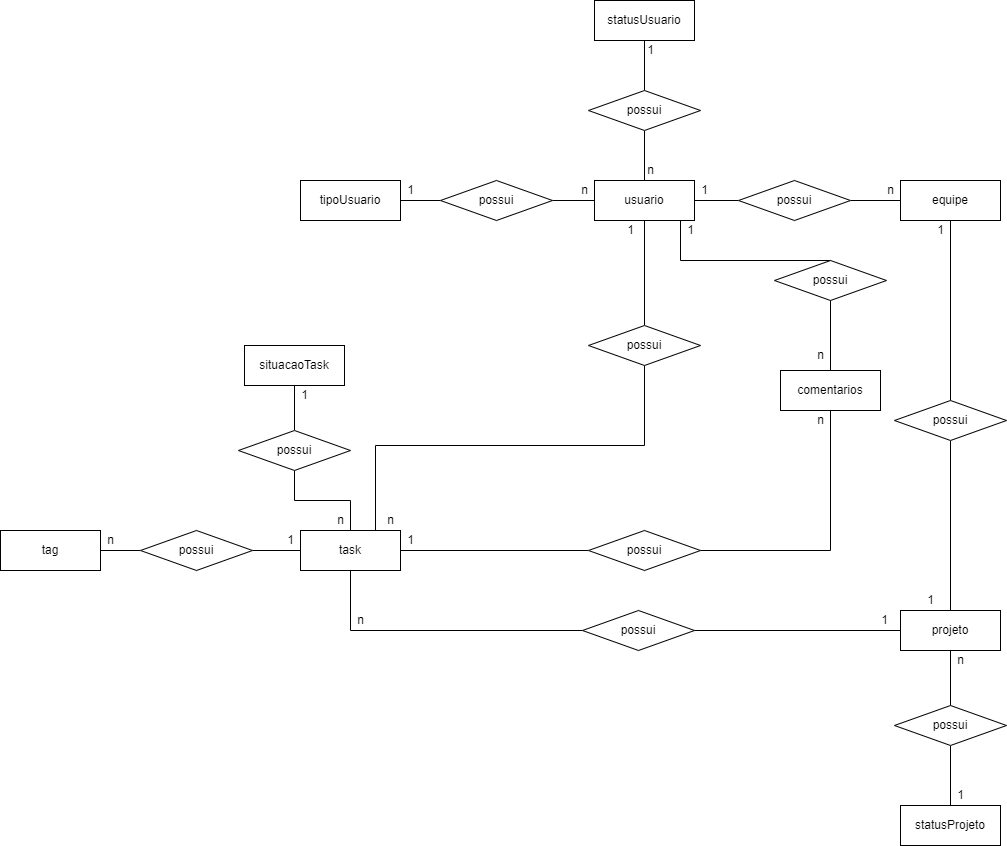 statusUsuario
1
possui
n
tipoUsuario
1
possui
n
usuario
1
possui
n
equipe
1
1
1
possui
n
comentarios
n
possui
situacaoTask
1
possui
n
n
possui
tag
n
possui
1
task
1
possui
n
possui
1
1
projeto
n
possui
1
statusProjeto